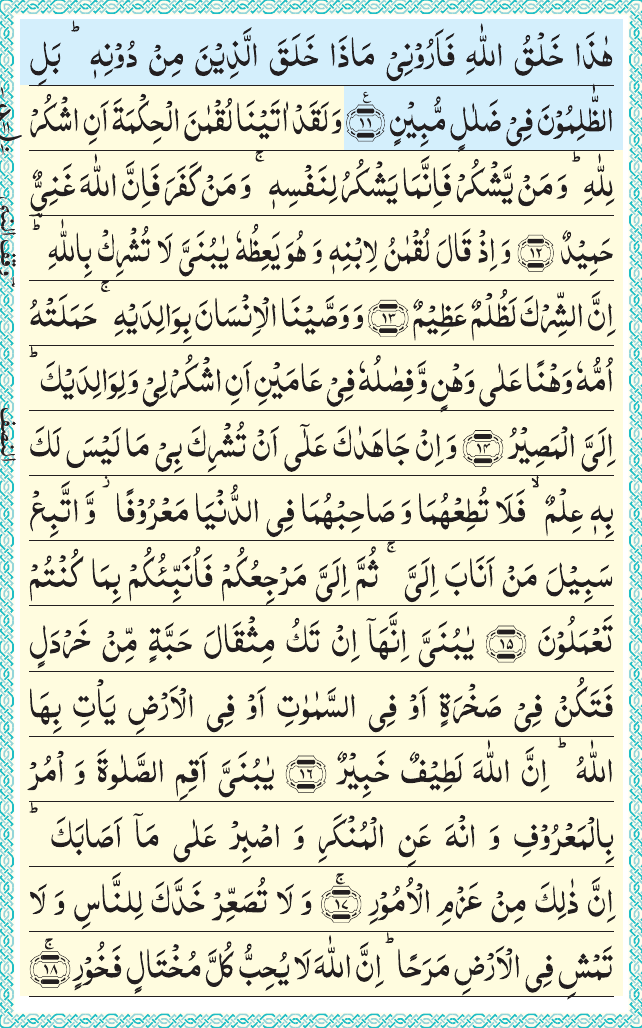 هٰذَا خَلْقُ اللّٰهِ فَاَرُوْنِیْ مَاذَا خَلَقَ الَّذِیْنَ مِنْ دُوْنِهٖ ؕ بَلِ
الظّٰلِمُوْنَ فِیْ ضَلٰلٍ مُّبِیْنٍ ﴿۱۱﴾ وَ لَقَدْ اٰتَیْنَا لُقْمٰنَ الْحِكْمَةَ اَنِ اشْكُرْ
لِلّٰهِ ؕ وَ مَنْ یَّشْكُرْ فَاِنَّمَا یَشْكُرُ لِنَفْسِهٖ ۚ وَ مَنْ كَفَرَ فَاِنَّ اللّٰهَ غَنِیٌّ
حَمِیْدٌ ﴿۱۲﴾ وَ اِذْ قَالَ لُقْمٰنُ لِابْنِهٖ وَ هُوَ یَعِظُهٗ یٰبُنَیَّ لَا تُشْرِكْ بِاللّٰهِ ؕ
اِنَّ الشِّرْكَ لَظُلْمٌ عَظِیْمٌ ﴿۱۳﴾ وَ وَصَّیْنَا الْاِنْسَانَ بِوَالِدَیْهِ ۚ حَمَلَتْهُ
اُمُّهٗ وَهْنًا عَلٰی وَهْنٍ وَّ فِصٰلُهٗ فِیْ عَامَیْنِ اَنِ اشْكُرْ لِیْ وَ لِوَالِدَیْكَ ؕ
اِلَیَّ الْمَصِیْرُ ﴿۱۴﴾ وَ اِنْ جَاهَدٰكَ عَلٰۤی اَنْ تُشْرِكَ بِیْ مَا لَیْسَ لَكَ
بِهٖ عِلْمٌ ۙ فَلَا تُطِعْهُمَا وَ صَاحِبْهُمَا فِی الدُّنْیَا مَعْرُوْفًا ؗ وَّ اتَّبِعْ
سَبِیْلَ مَنْ اَنَابَ اِلَیَّ ۚ ثُمَّ اِلَیَّ مَرْجِعُكُمْ فَاُنَبِّئُكُمْ بِمَا كُنْتُمْ
تَعْمَلُوْنَ ﴿۱۵﴾ یٰبُنَیَّ اِنَّهَاۤ اِنْ تَكُ مِثْقَالَ حَبَّةٍ مِّنْ خَرْدَلٍ
فَتَكُنْ فِیْ صَخْرَةٍ اَوْ فِی السَّمٰوٰتِ اَوْ فِی الْاَرْضِ یَاْتِ بِهَا
اللّٰهُ ؕ اِنَّ اللّٰهَ لَطِیْفٌ خَبِیْرٌ ﴿۱۶﴾ یٰبُنَیَّ اَقِمِ الصَّلٰوةَ وَ اْمُرْ
بِالْمَعْرُوْفِ وَ انْهَ عَنِ الْمُنْكَرِ وَ اصْبِرْ عَلٰی مَاۤ اَصَابَكَ ؕ
اِنَّ ذٰلِكَ مِنْ عَزْمِ الْاُمُوْرِ ﴿۱۷﴾ۚ وَ لَا تُصَعِّرْ خَدَّكَ لِلنَّاسِ وَ لَا
تَمْشِ فِی الْاَرْضِ مَرَحًا ؕ اِنَّ اللّٰهَ لَا یُحِبُّ كُلَّ مُخْتَالٍ فَخُوْرٍ ﴿۱۸﴾ۚ